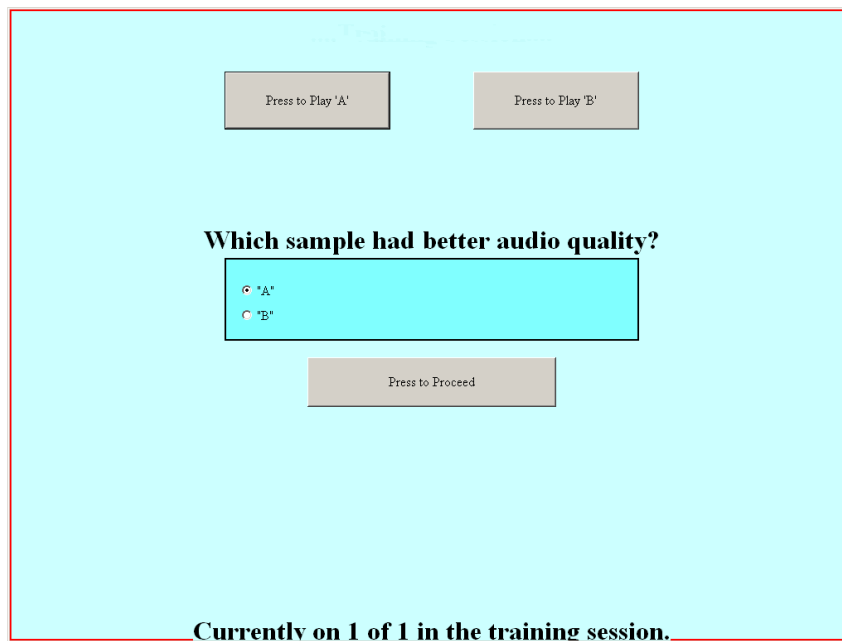 Press to Play 'A'
Press to Play 'B'
Which sample had better audio quality?
"A"
"B"
Press to Proceed
Currently on 1 of 1 in the training session.